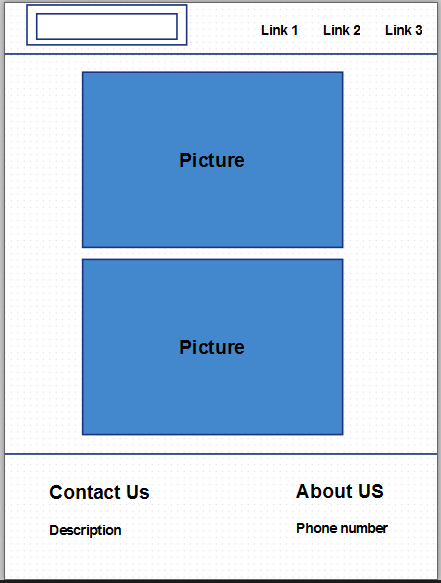 Link 1 Link 2 Link 3
Picture
Picture
Contact Us About US
Description Phone number